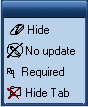 Hide
No update
Required
Hide Tab